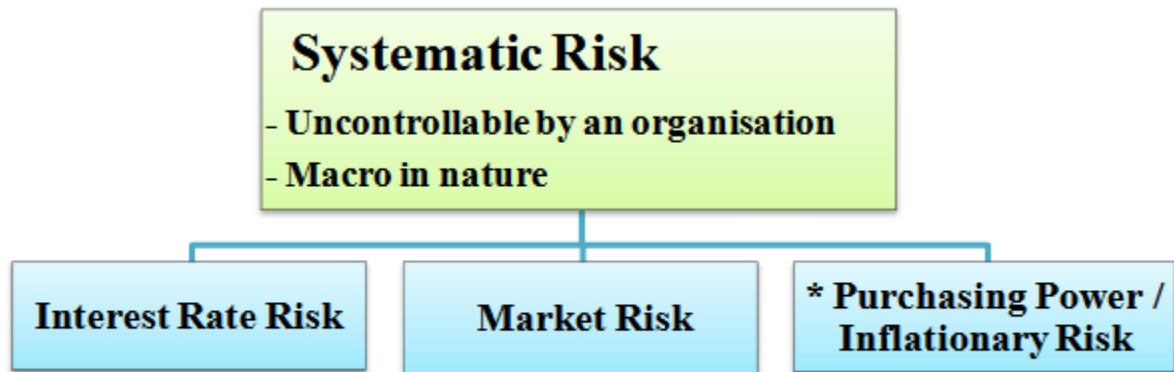 Systematic Risk
- Uncontrollable by an organisation
- Macro in nature
Interest Rate Risk
Market Risk
* Purchasing Power /
Inflationary Risk